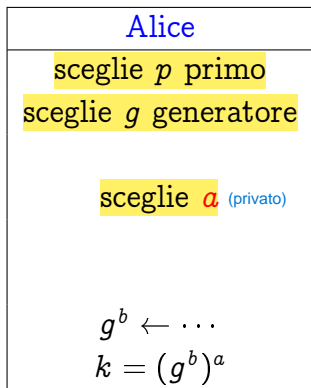 Alice
sceglie p primo
sceglie g generatore
sceglie a (privato)
g^b ← ⋯
k = (g^b)^a